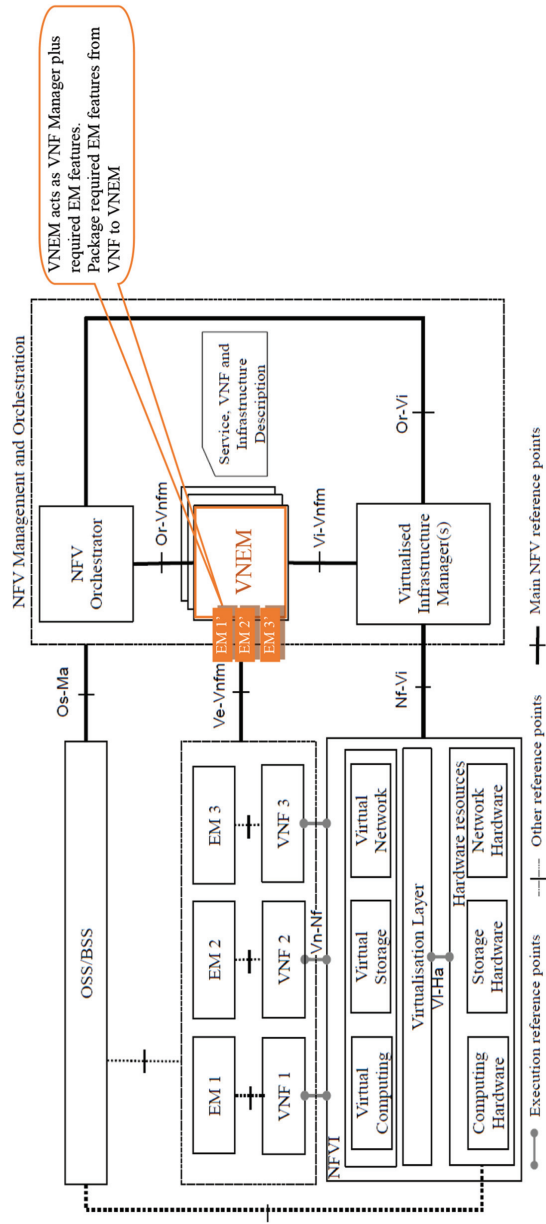 VNEM acts as VNF Manager plus
required EM features.
Package required EM features from
VNF to VNEM
NFV Management and Orchestration
OSS/BSS
Os-Ma
NFV
Orchestrator
Or-Vnfm
EM 1
EM 2
EM 3
Ve-Vnfm
EM 1'
EM 2'
EM 3'
VNEM
Service, VNF and
Infrastructure
Description
VNF 1
VNF 2
VNF 3
Vn-Nf
Vi-Vnfm
Or-Vi
NFVI
Virtual
Computing
Virtual
Storage
Virtual
Network
Nf-Vi
Virtualised
Infrastructure
Manager(s)
Virtualisation Layer
Vl-Ha
Hardware resources
Computing
Hardware
Storage
Hardware
Network
Hardware
Execution reference points
Other reference points
Main NFV reference points